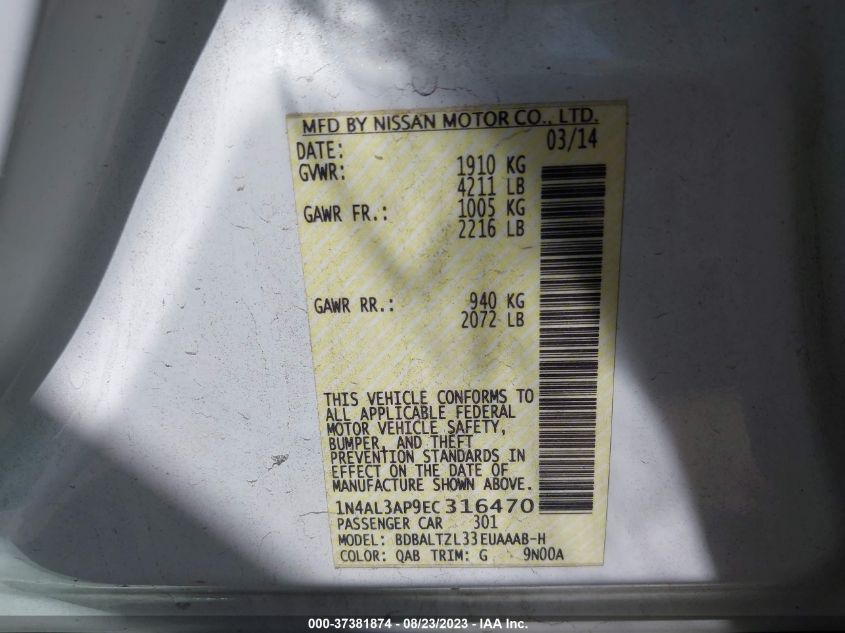 MFD BY NISSAN MOTOR CO., LTD.
DATE: 03/14
GVWR: 1910 KG
4211 LB
GAWR FR.: 1005 KG
2216 LB
GAWR RR.: 940 KG
2072 LB
THIS VEHICLE CONFORMS TO
ALL APPLICABLE FEDERAL
MOTOR VEHICLE SAFETY,
BUMPER, AND THEFT
PREVENTION STANDARDS IN
EFFECT ON THE DATE OF
MANUFACTURE SHOWN ABOVE.
1N4AL3AP9EC316470
PASSENGER CAR 301
MODEL: BDBALTZL33EUAAAB-H
COLOR: QAB TRIM: G 9N00A
000-37381874 - 08/23/2023 - IAA Inc.